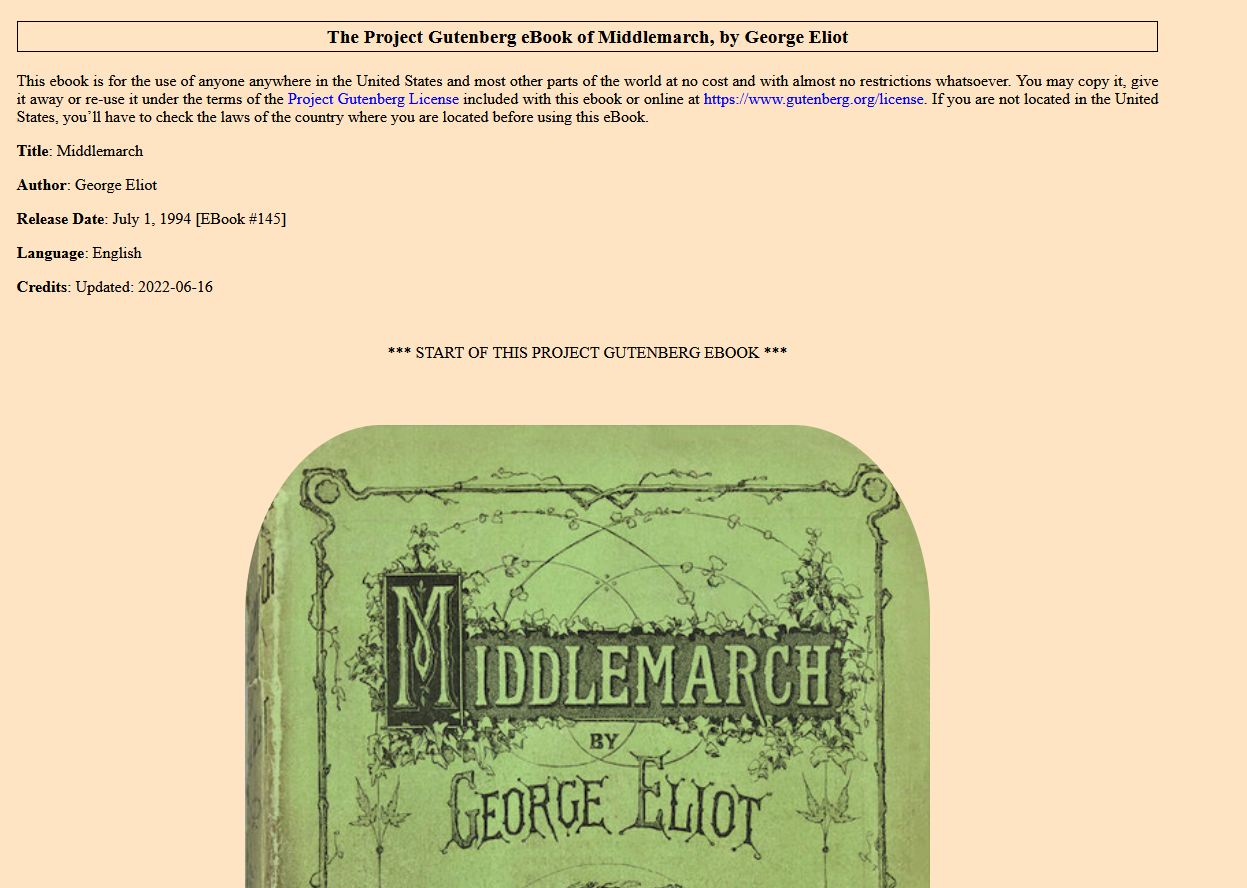 The Project Gutenberg eBook of Middlemarch, by George Eliot
This ebook is for the use of anyone anywhere in the United States and most other parts of the world at no cost and with almost no restrictions whatsoever. You may copy it, give
it away or re-use it under the terms of the Project Gutenberg License included with this ebook or online at https://www.gutenberg.org/license. If you are not located in the United
States, you’ll have to check the laws of the country where you are located before using this eBook.
Title: Middlemarch
Author: George Eliot
Release Date: July 1, 1994 [EBook #145]
Language: English
Credits: Updated: 2022-06-16
*** START OF THIS PROJECT GUTENBERG EBOOK ***
MIDDLEMARCH
BY
GEORGE ELIOT